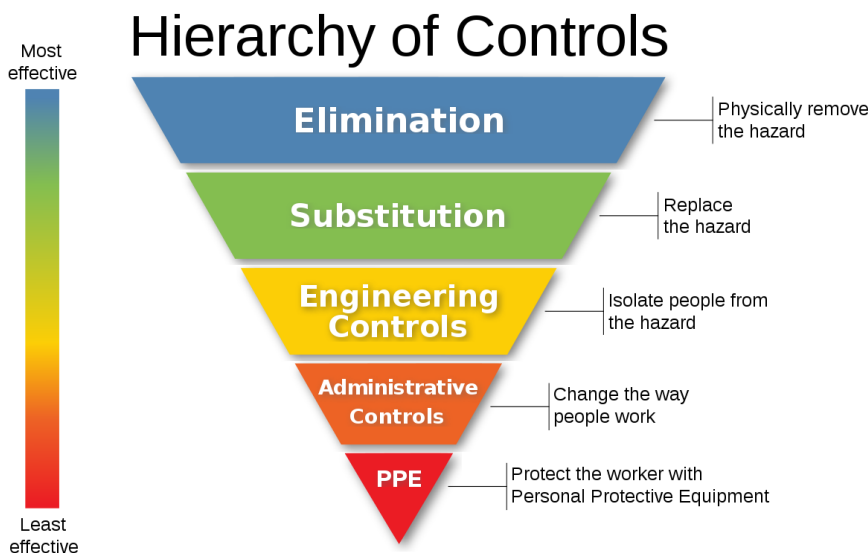 Hierarchy of Controls
Most
effective
Elimination
Physically remove
the hazard
Substitution
Replace
the hazard
Engineering
Controls
Isolate people from
the hazard
Administrative
Controls
Change the way
people work
PPE
Protect the worker with
Personal Protective Equipment
Least
effective